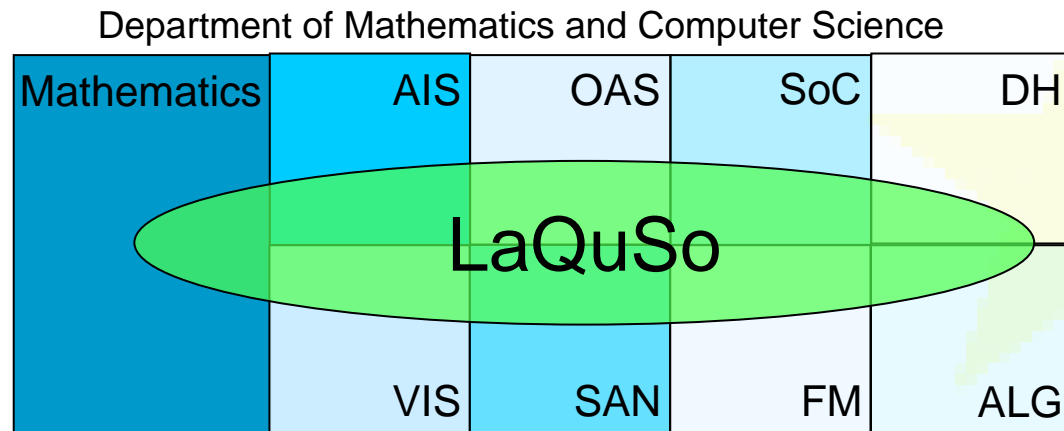 Department of Mathematics and Computer Science
Mathematics AIS OAS SoC DH
LaQuSo
VIS SAN FM ALG